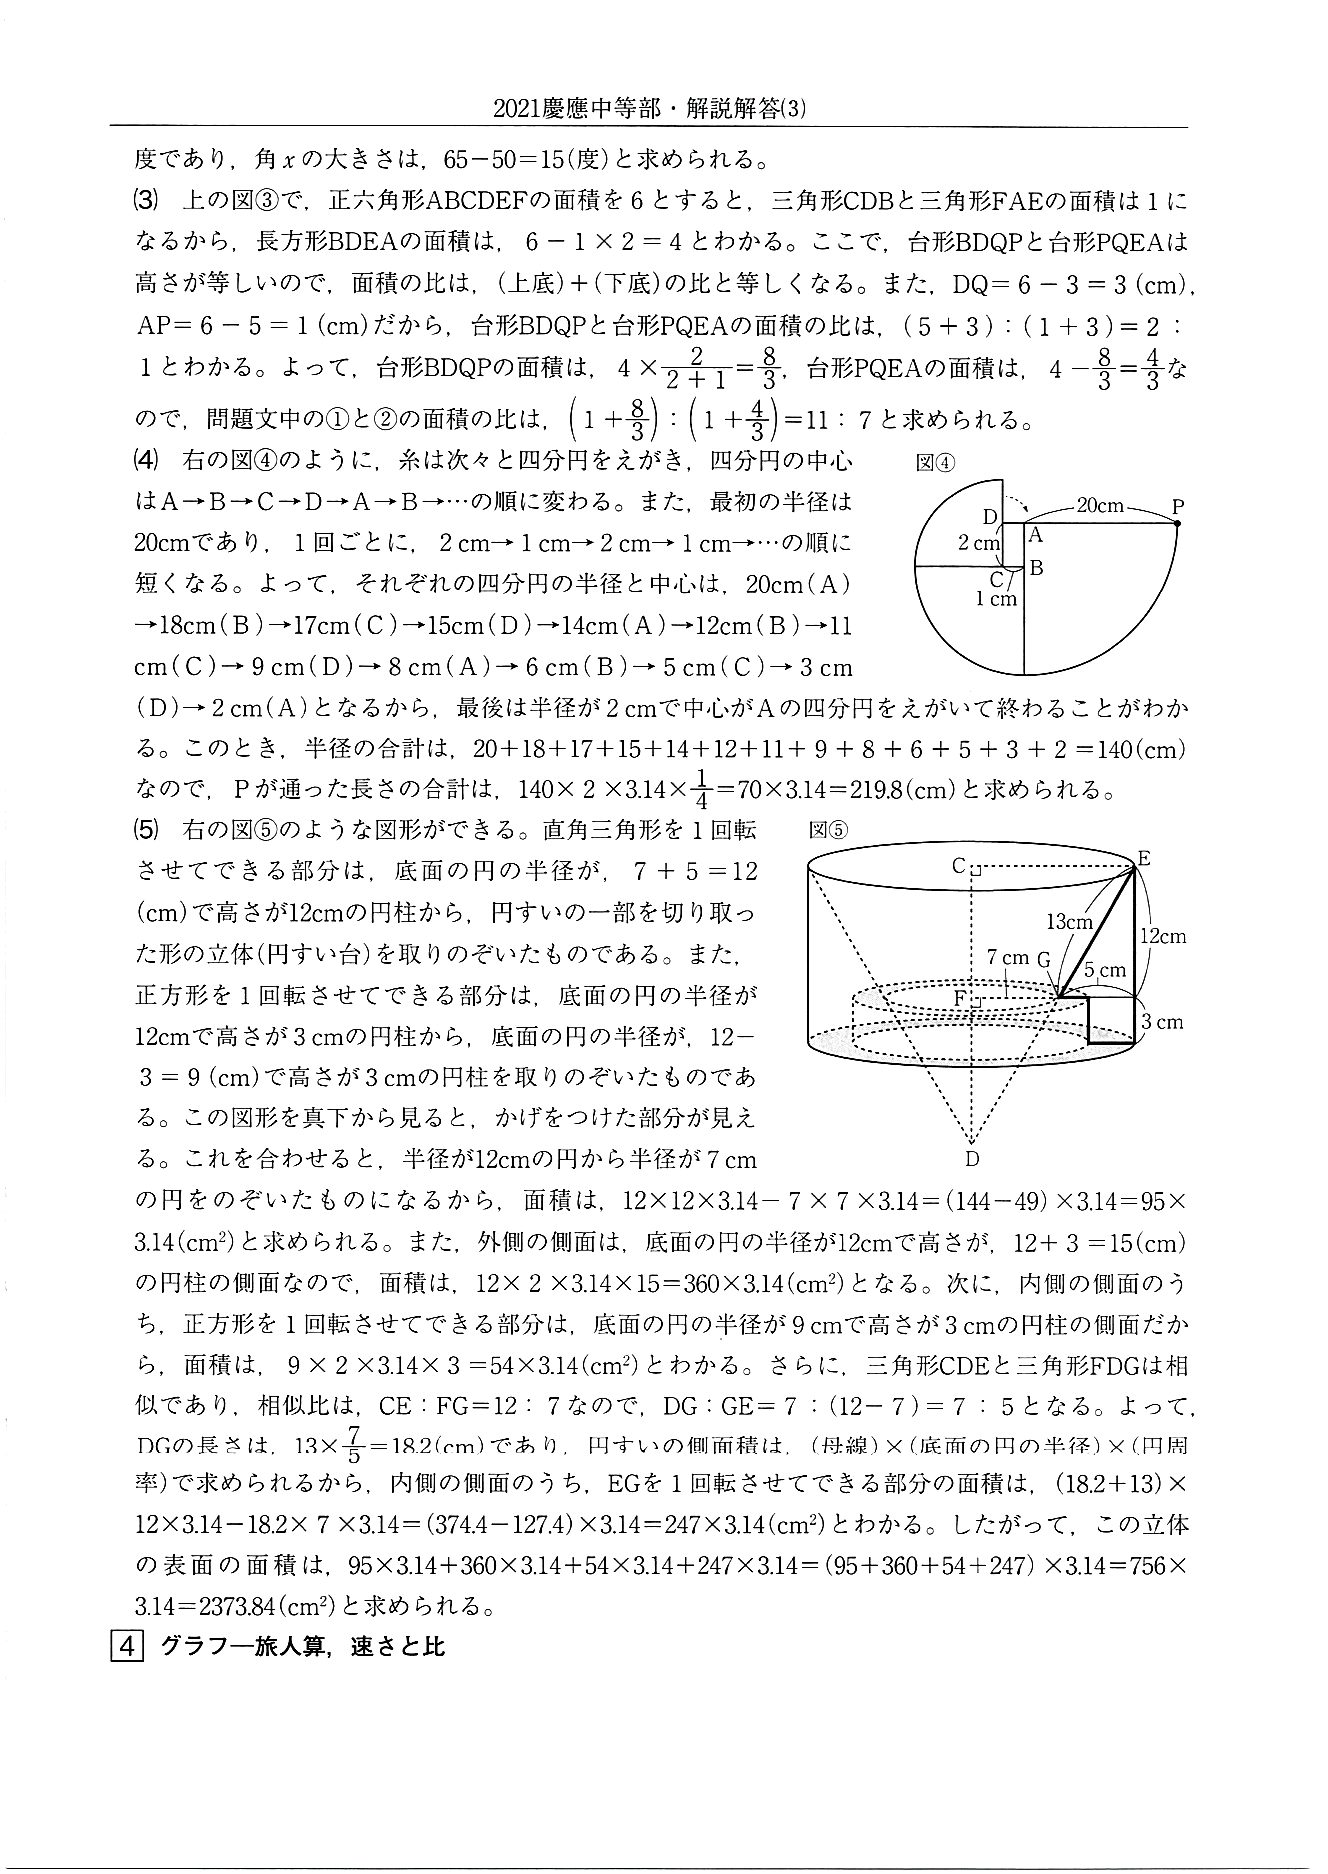 2021慶應中等部・解説解答(3)
度であり，角xの大きさは，65−50＝15(度)と求められる。
(3)　上の図③で，正六角形ABCDEFの面積を6とすると，三角形CDBと三角形FAEの面積は1に
なるから，長方形BDEAの面積は，6−1×2＝4とわかる。ここで，台形BDQPと台形PQEAは
高さが等しいので，面積の比は，(上底)＋(下底)の比と等しくなる。また，DQ＝6−3＝3(cm)，
AP＝6−5＝1(cm)だから，台形BDQPと台形PQEAの面積の比は，(5＋3)：(1＋3)＝2：
1とわかる。よって，台形BDQPの面積は，4×2/(2＋1)＝8/3，台形PQEAの面積は，4−8/3＝4/3な
ので，問題文中の①と②の面積の比は，(1＋8/3)：(1＋4/3)＝11：7と求められる。
(4)　右の図④のように，糸は次々と四分円をえがき，四分円の中心
はA→B→C→D→A→B→…の順に変わる。また，最初の半径は
20cmであり，1回ごとに，2cm→1cm→2cm→1cm→…の順に
短くなる。よって，それぞれの四分円の半径と中心は，20cm(A)
→18cm(B)→17cm(C)→15cm(D)→14cm(A)→12cm(B)→11
cm(C)→9cm(D)→8cm(A)→6cm(B)→5cm(C)→3cm
(D)→2cm(A)となるから，最後は半径が2cmで中心がAの四分円をえがいて終わることがわか
る。このとき，半径の合計は，20＋18＋17＋15＋14＋12＋11＋9＋8＋6＋5＋3＋2＝140(cm)
なので，Pが通った長さの合計は，140×2×3.14×1/4＝70×3.14＝219.8(cm)と求められる。
図④
20cm
P
D
A
2cm
C
B
1cm
(5)　右の図⑤のような図形ができる。直角三角形を1回転
させてできる部分は，底面の円の半径が，7＋5＝12
(cm)で高さが12cmの円柱から，円すいの一部を切り取っ
た形の立体(円すい台)を取りのぞいたものである。また，
正方形を1回転させてできる部分は，底面の円の半径が
12cmで高さが3cmの円柱から，底面の円の半径が，12−
3＝9(cm)で高さが3cmの円柱を取りのぞいたものであ
る。この図形を真下から見ると，かげをつけた部分が見え
る。これを合わせると，半径が12cmの円から半径が7cm
の円をのぞいたものになるから，面積は，12×12×3.14−7×7×3.14＝(144−49)×3.14＝95×
3.14(cm²)と求められる。また，外側の側面は，底面の円の半径が12cmで高さが，12＋3＝15(cm)
の円柱の側面なので，面積は，12×2×3.14×15＝360×3.14(cm²)となる。次に，内側の側面のう
ち，正方形を1回転させてできる部分は，底面の円の半径が9cmで高さが3cmの円柱の側面だか
ら，面積は，9×2×3.14×3＝54×3.14(cm²)とわかる。さらに，三角形CDEと三角形FDGは相
似であり，相似比は，CE：FG＝12：7なので，DG：GE＝7：(12−7)＝7：5となる。よって，
DGの長さは，13×7/5＝18.2(cm)であり，円すいの側面積は，(母線)×(底面の円の半径)×(円周
率)で求められるから，内側の側面のうち，EGを1回転させてできる部分の面積は，(18.2＋13)×
12×3.14−18.2×7×3.14＝(374.4−127.4)×3.14＝247×3.14(cm²)とわかる。したがって，この立体
の表面の面積は，95×3.14＋360×3.14＋54×3.14＋247×3.14＝(95＋360＋54＋247)×3.14＝756×
3.14＝2373.84(cm²)と求められる。
図⑤
C
E
13cm
12cm
7cm
G
5cm
F
3cm
D
4 グラフ―旅人算，速さと比